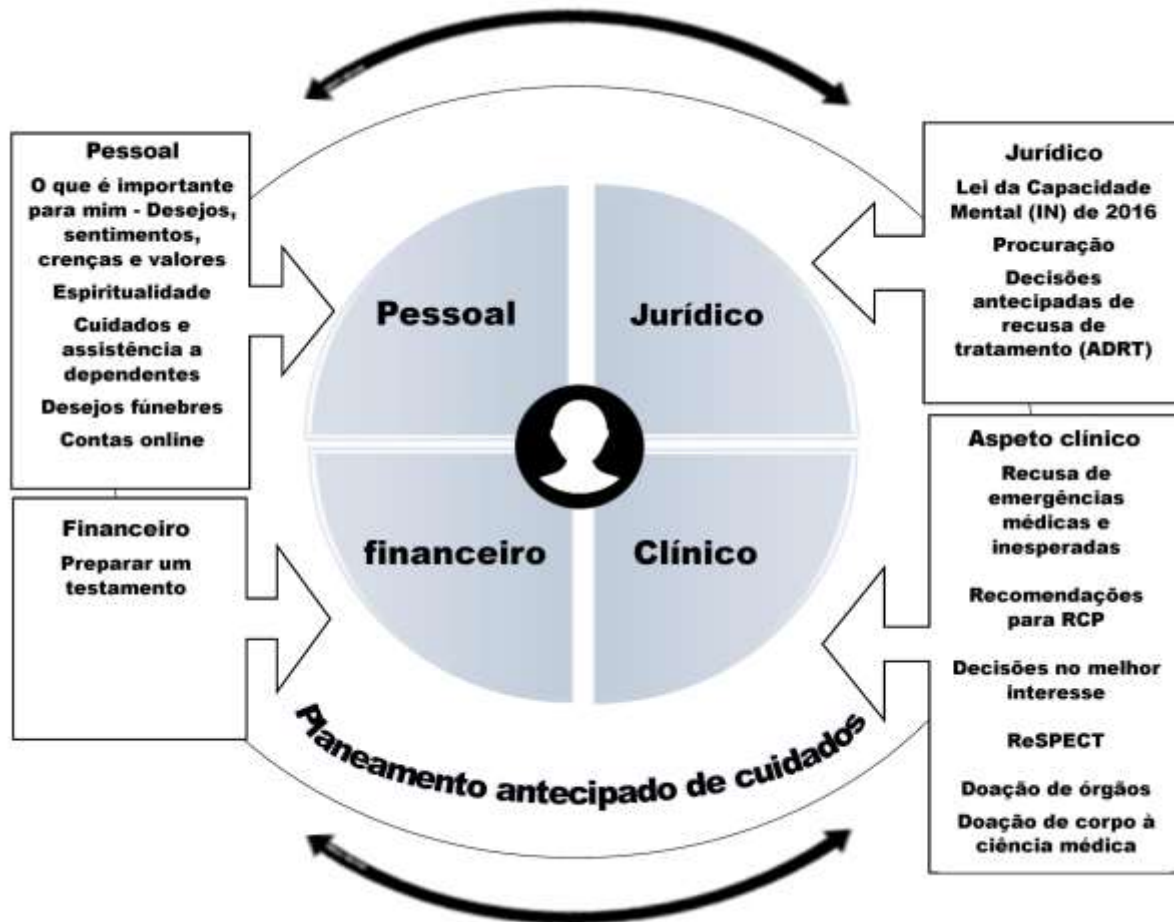 Pessoal
O que é importante
para mim - Desejos,
sentimentos,
crenças e valores
Espiritualidade
Cuidados e
assistência a
dependentes
Desejos fúnebres
Contas online
Financeiro
Preparar um
testamento
Pessoal
Jurídico
financeiro
Clínico
Planeamento antecipado de cuidados
Jurídico
Lei da Capacidade
Mental (IN) de 2016
Procuração
Decisões
antecipadas de
recusa de
tratamento (ADRT)
Aspeto clínico
Recusa de
emergências
médicas e
inesperadas
Recomendações
para RCP
Decisões no melhor
interesse
ReSPECT
Doação de órgãos
Doação de corpo à
ciência médica